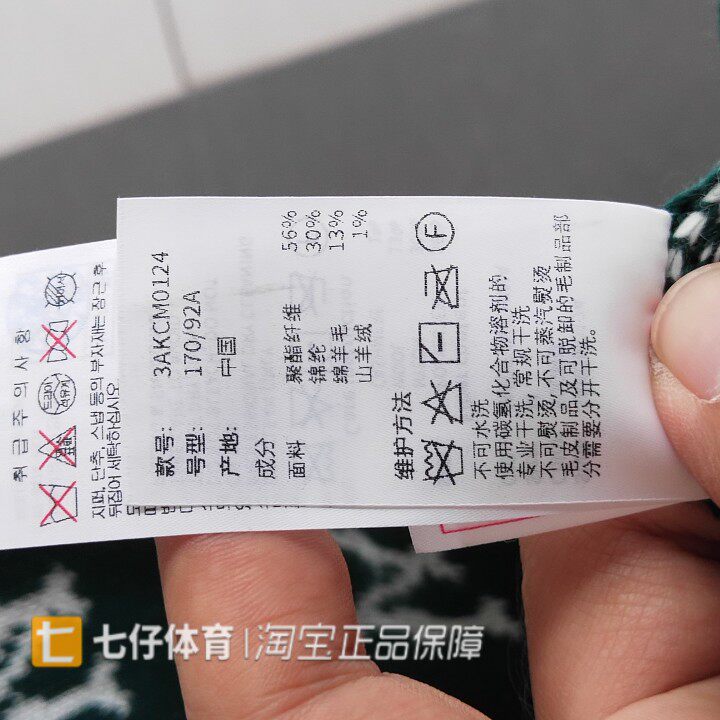 款号: 3AKCM0124
号型: 170/92A
产地: 中国
成分
面料 聚酯纤维 56%
锦纶 30%
绵羊毛 13%
山羊绒 1%
维护方法
F
不可水洗
使用碳氢化合物溶剂的
专业干洗,常规干洗
不可熨烫,不可蒸汽熨烫
毛皮制品及可脱卸的毛制品部
分需要分开干洗。
취급주의사항
드라이
석유계
지퍼, 단추, 스냅 등의 부자재는 잠근 후
뒤집어 세탁하십시오
七仔体育 | 淘宝正品保障